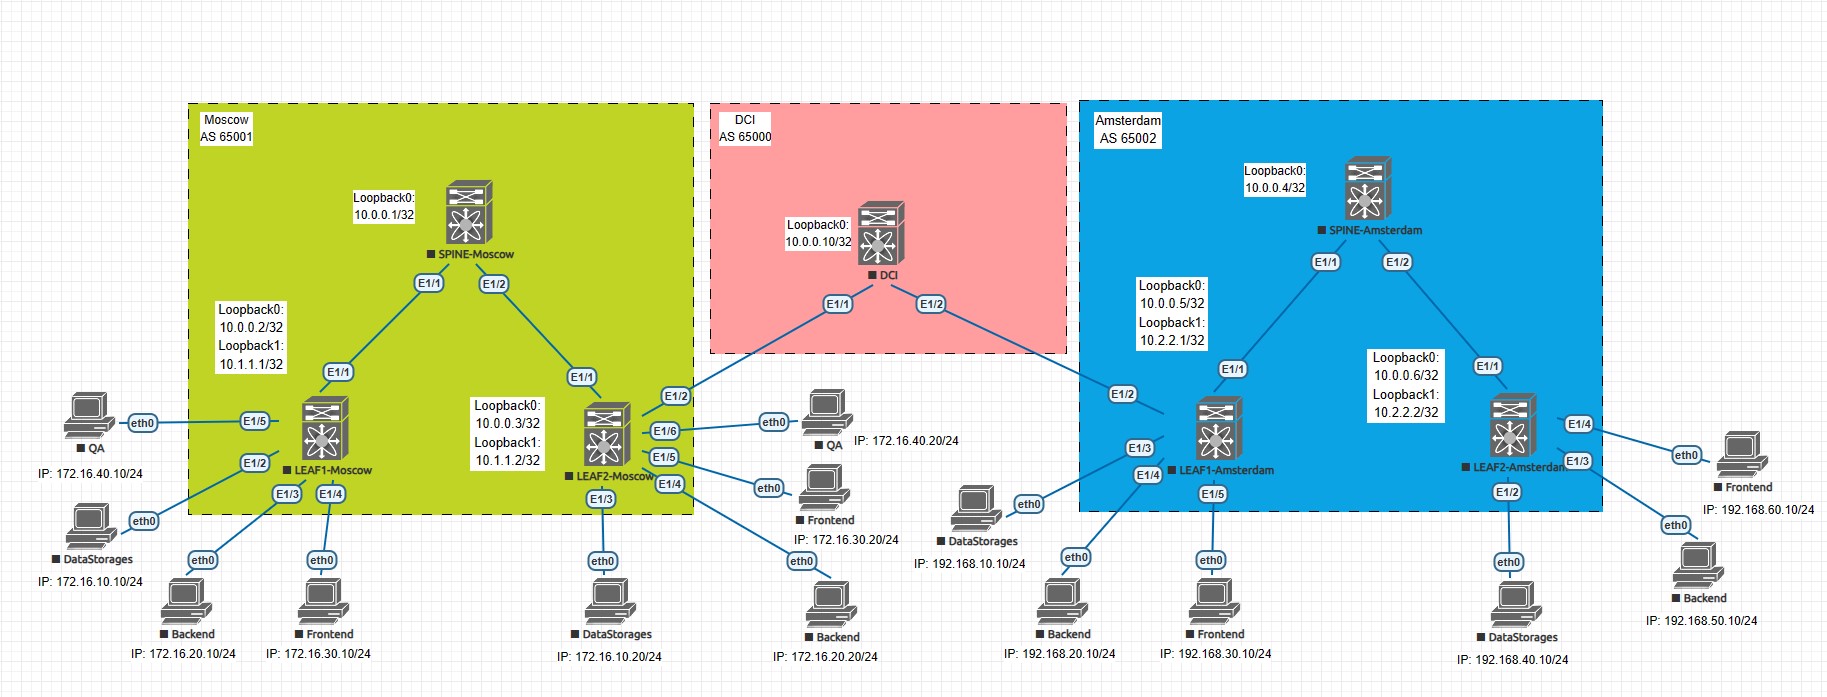 Moscow
AS 65001
DCI
AS 65000
Amsterdam
AS 65002
Loopback0:
10.0.0.1/32
SPINE-Moscow
E1/1
E1/2
Loopback0:
10.0.0.10/32
DCI
E1/1
E1/2
Loopback0:
10.0.0.4/32
SPINE-Amsterdam
E1/1
E1/2
Loopback0:
10.0.0.2/32
Loopback1:
10.1.1.1/32
E1/1
E1/5
LEAF1-Moscow
E1/2
E1/3
E1/4
Loopback0:
10.0.0.3/32
Loopback1:
10.1.1.2/32
E1/1
E1/2
E1/6
E1/5
E1/4
LEAF2-Moscow
E1/3
Loopback0:
10.0.0.5/32
Loopback1:
10.2.2.1/32
E1/1
E1/2
E1/3
E1/4
LEAF1-Amsterdam
E1/5
Loopback0:
10.0.0.6/32
Loopback1:
10.2.2.2/32
E1/1
E1/4
E1/3
LEAF2-Amsterdam
E1/2
eth0
QA
IP: 172.16.40.10/24
eth0
DataStorages
IP: 172.16.10.10/24
eth0
Backend
IP: 172.16.20.10/24
eth0
Frontend
IP: 172.16.30.10/24
eth0
DataStorages
IP: 172.16.10.20/24
eth0
Backend
IP: 172.16.20.20/24
eth0
Frontend
IP: 172.16.30.20/24
eth0
QA
IP: 172.16.40.20/24
eth0
DataStorages
IP: 192.168.10.10/24
eth0
Backend
IP: 192.168.20.10/24
eth0
Frontend
IP: 192.168.30.10/24
eth0
DataStorages
IP: 192.168.40.10/24
eth0
Backend
IP: 192.168.50.10/24
eth0
Frontend
IP: 192.168.60.10/24